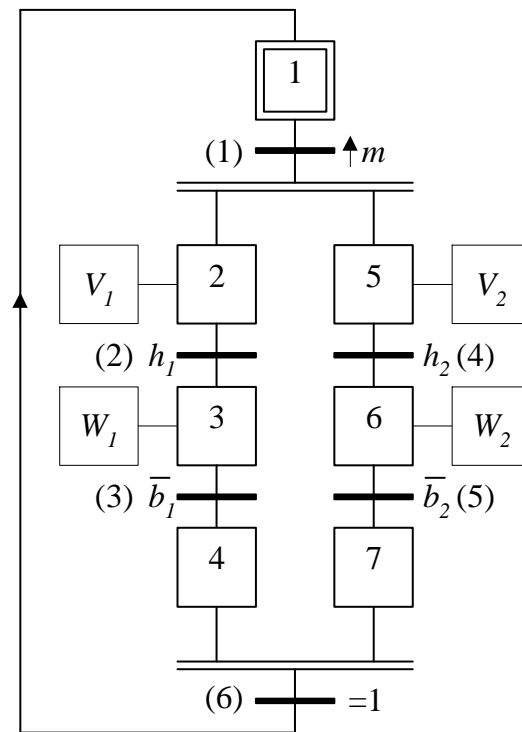 1
(1) ↑ m
V₁ 2 5 V₂
(2) h₁ h₂ (4)
W₁ 3 6 W₂
(3) b̅₁ b̅₂ (5)
4 7
(6) =1